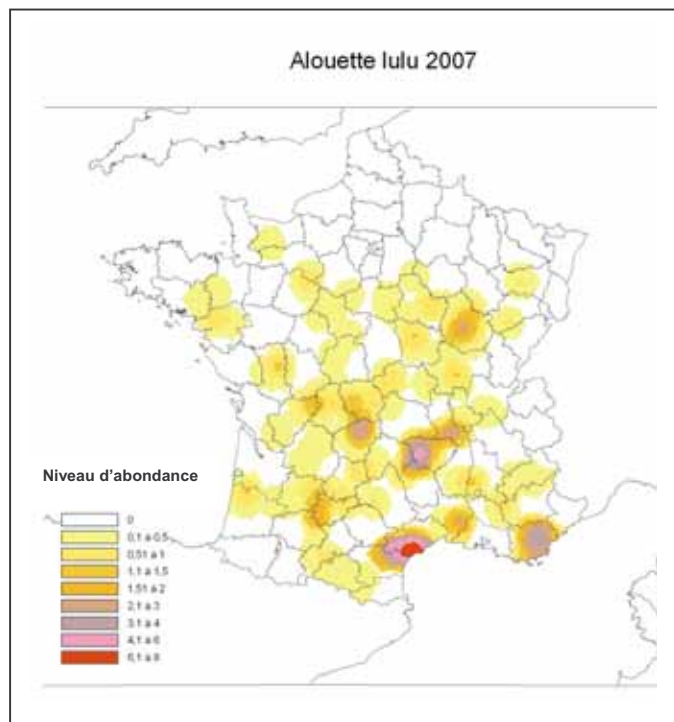 Alouette lulu 2007
Niveau d'abondance
0
0,1 à 0,5
0,51 à 1
1,1 à 1,5
1,51 à 2
2,1 à 3
3,1 à 4
4,1 à 6
6,1 à 8